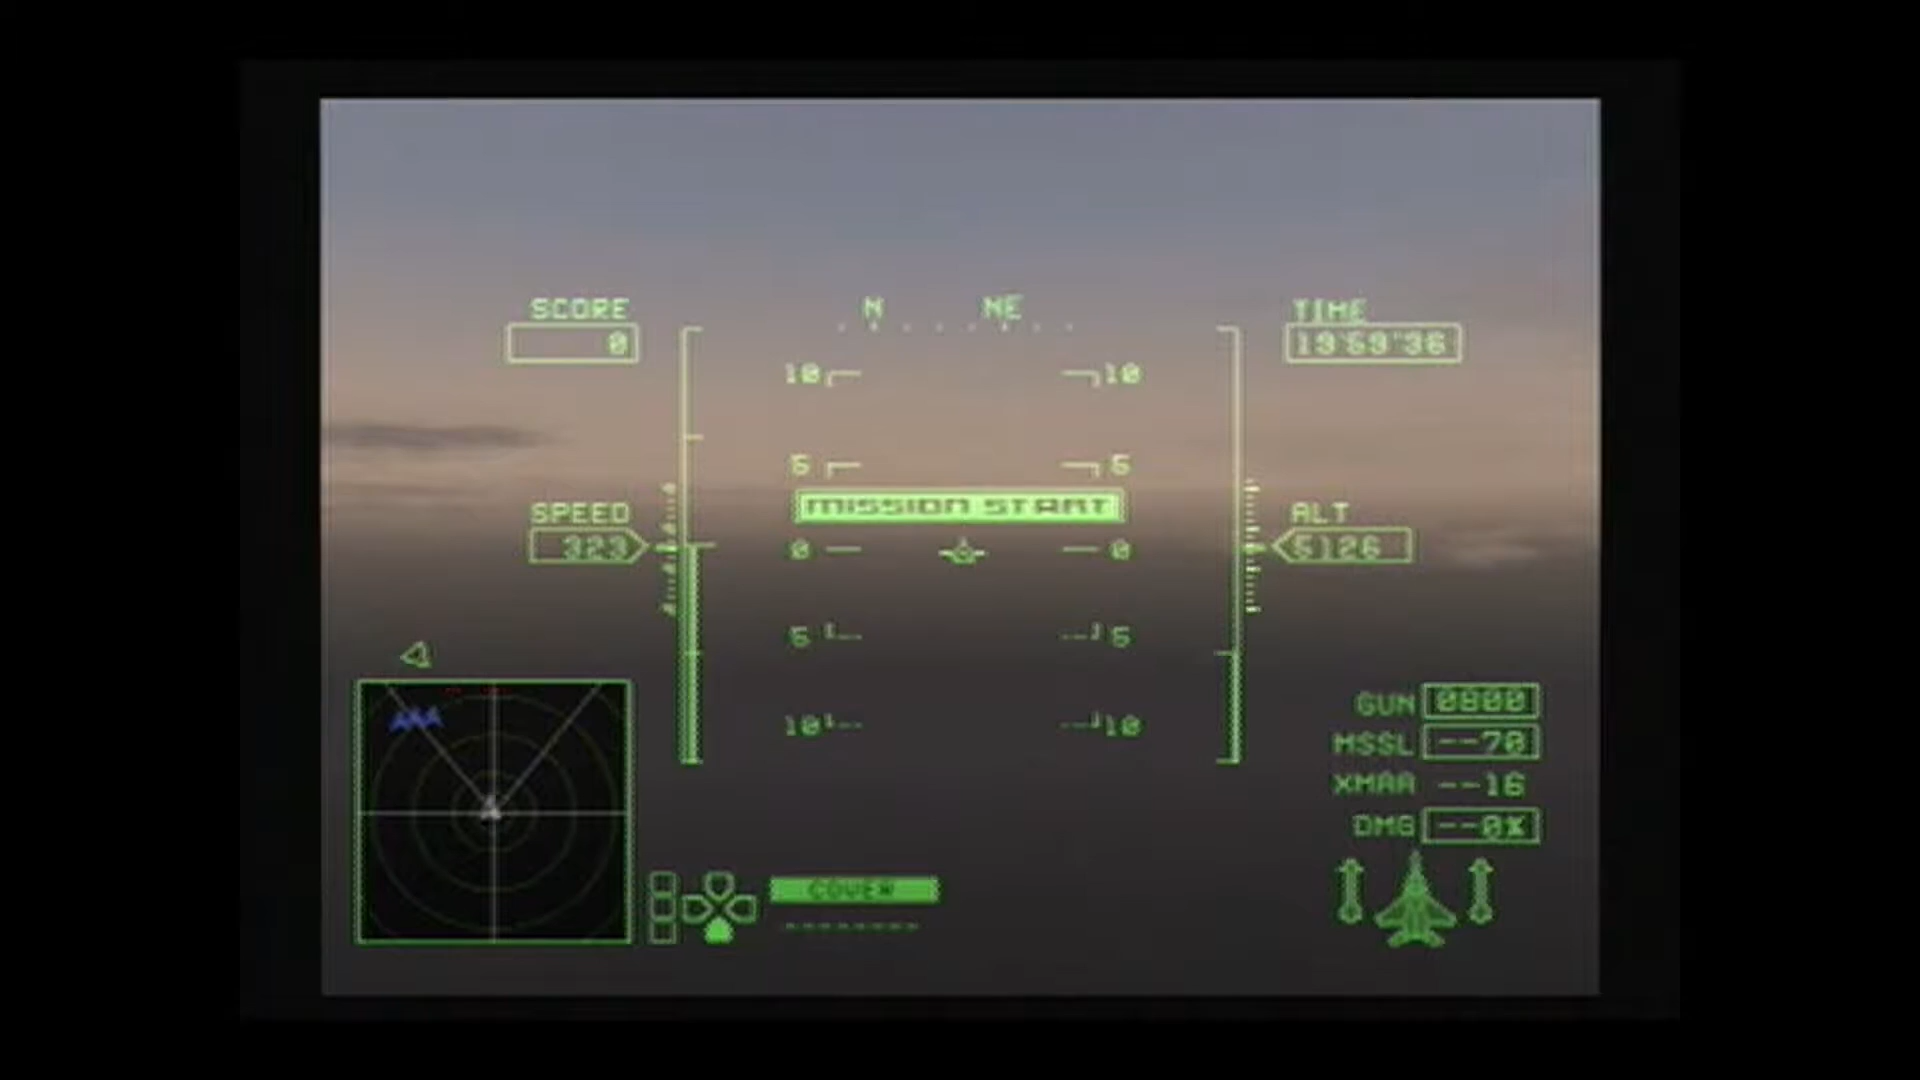 N NE
SCORE
0
TIME
19'59"36
10 10
5 5
MISSION START
SPEED
323
ALT
5126
0 0
5 5
10 10
GUN 0800
MSSL --70
XMAA --16
DMG --0%
COVER
---------